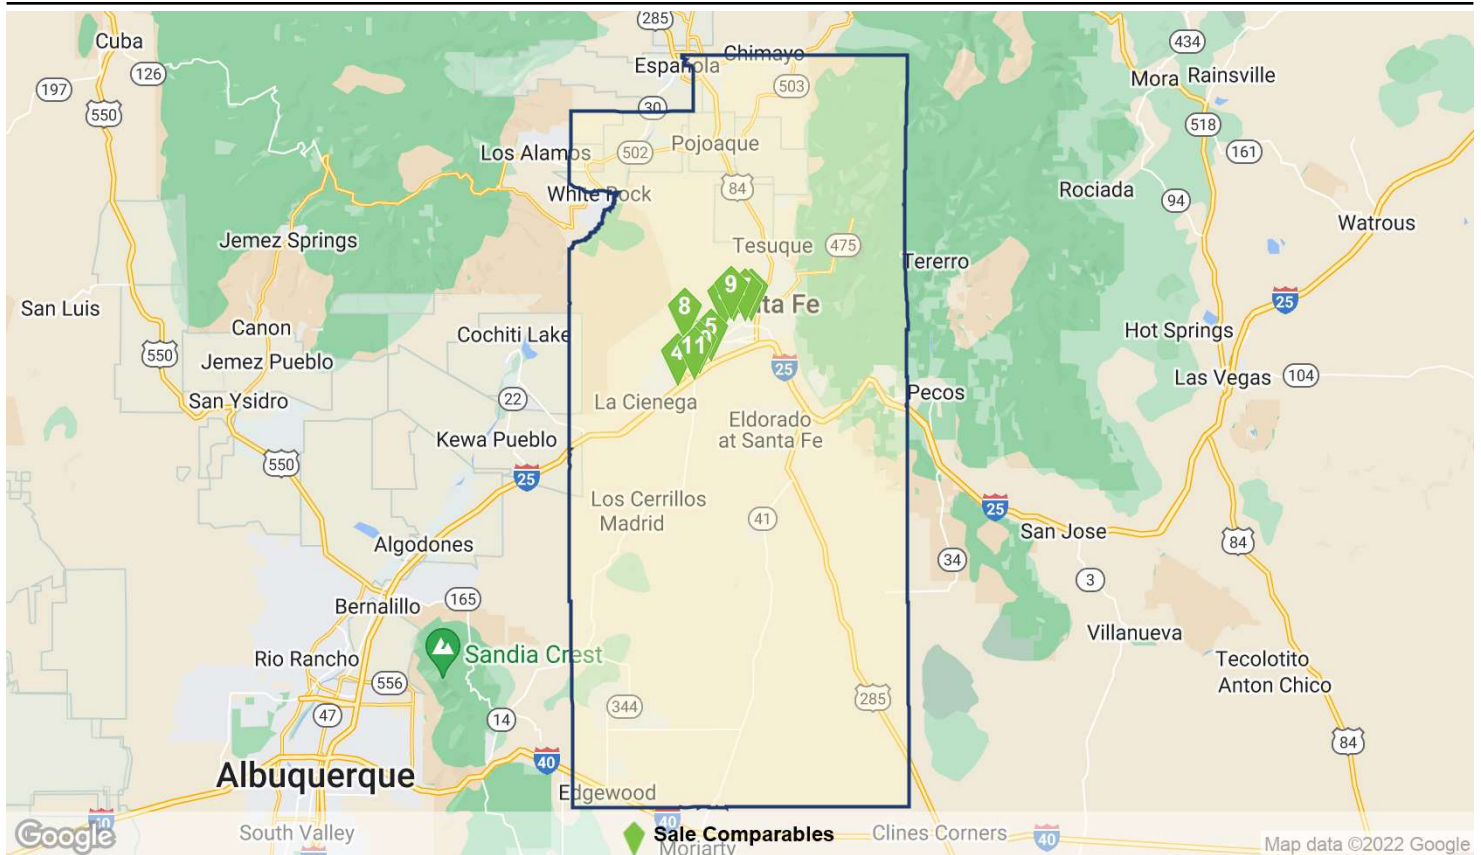 285
Cuba
Chimayo
434
Española
126
Mora
Rainsville
197
503
550
30
518
Los Alamos
502
Pojoaque
161
84
White Rock
Rociada
94
Watrous
Jemez Springs
Tesuque
475
Tererro
25
San Luis
9
8
Canon
Cochiti Lake
5
Hot Springs
550
Jemez Pueblo
4
11
25
Las Vegas
104
San Ysidro
22
La Cienega
Pecos
Eldorado
at Santa Fe
Kewa Pueblo
550
25
Los Cerrillos
Madrid
41
25
San Jose
84
Algodones
34
3
Bernalillo
165
Villanueva
Rio Rancho
Sandia Crest
Tecolotito
556
Anton Chico
344
285
47
14
84
Albuquerque
40
Edgewood
40
40
Google
South Valley
Sale Comparables
Clines Corners
40
Moriarty
Map data ©2022 Google